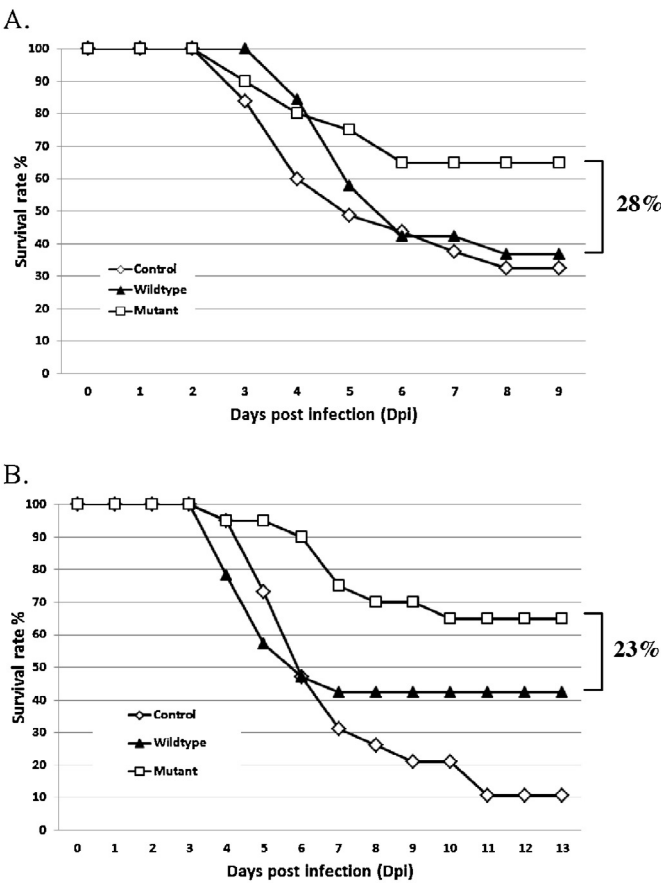 A.
100
90
80
70
60
50
40
30
20
10
0
Survival rate %
Control
Wildtype
Mutant
28%
0 1 2 3 4 5 6 7 8 9
Days post infection (Dpi)
B.
100
90
80
70
60
50
40
30
20
10
0
Survival rate %
Control
Wildtype
Mutant
23%
0 1 2 3 4 5 6 7 8 9 10 11 12 13
Days post infection (Dpi)